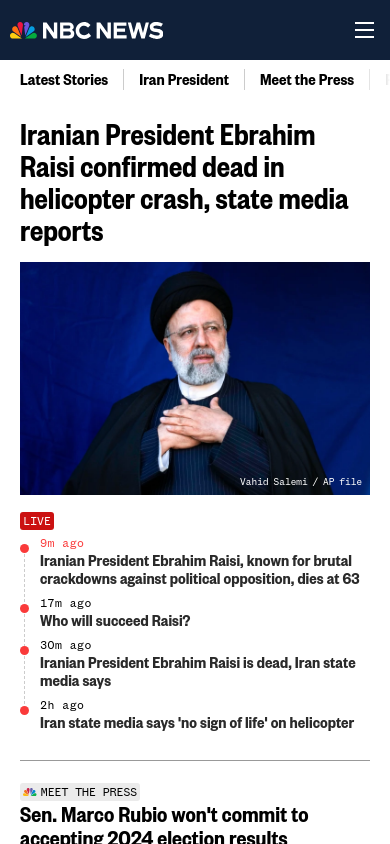 NBC NEWS
Latest Stories
Iran President
Meet the Press
Iranian President Ebrahim
Raisi confirmed dead in
helicopter crash, state media
reports
Vahid Salemi / AP file
LIVE
9m ago
Iranian President Ebrahim Raisi, known for brutal
crackdowns against political opposition, dies at 63
17m ago
Who will succeed Raisi?
30m ago
Iranian President Ebrahim Raisi is dead, Iran state
media says
2h ago
Iran state media says 'no sign of life' on helicopter
MEET THE PRESS
Sen. Marco Rubio won't commit to
accepting 2024 election results